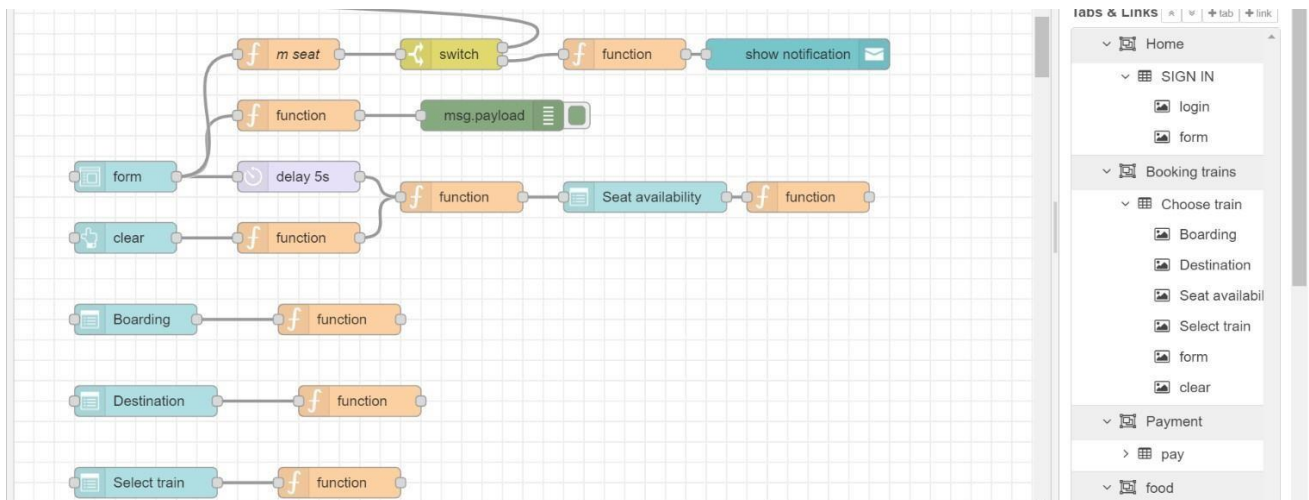 Tabs & Links
+ tab
+ link
m seat
switch
function
show notification
function
msg.payload
form
delay 5s
function
Seat availability
function
clear
function
Boarding
function
Destination
function
Select train
function
Home
SIGN IN
login
form
Booking trains
Choose train
Boarding
Destination
Seat availabil
Select train
form
clear
Payment
pay
food